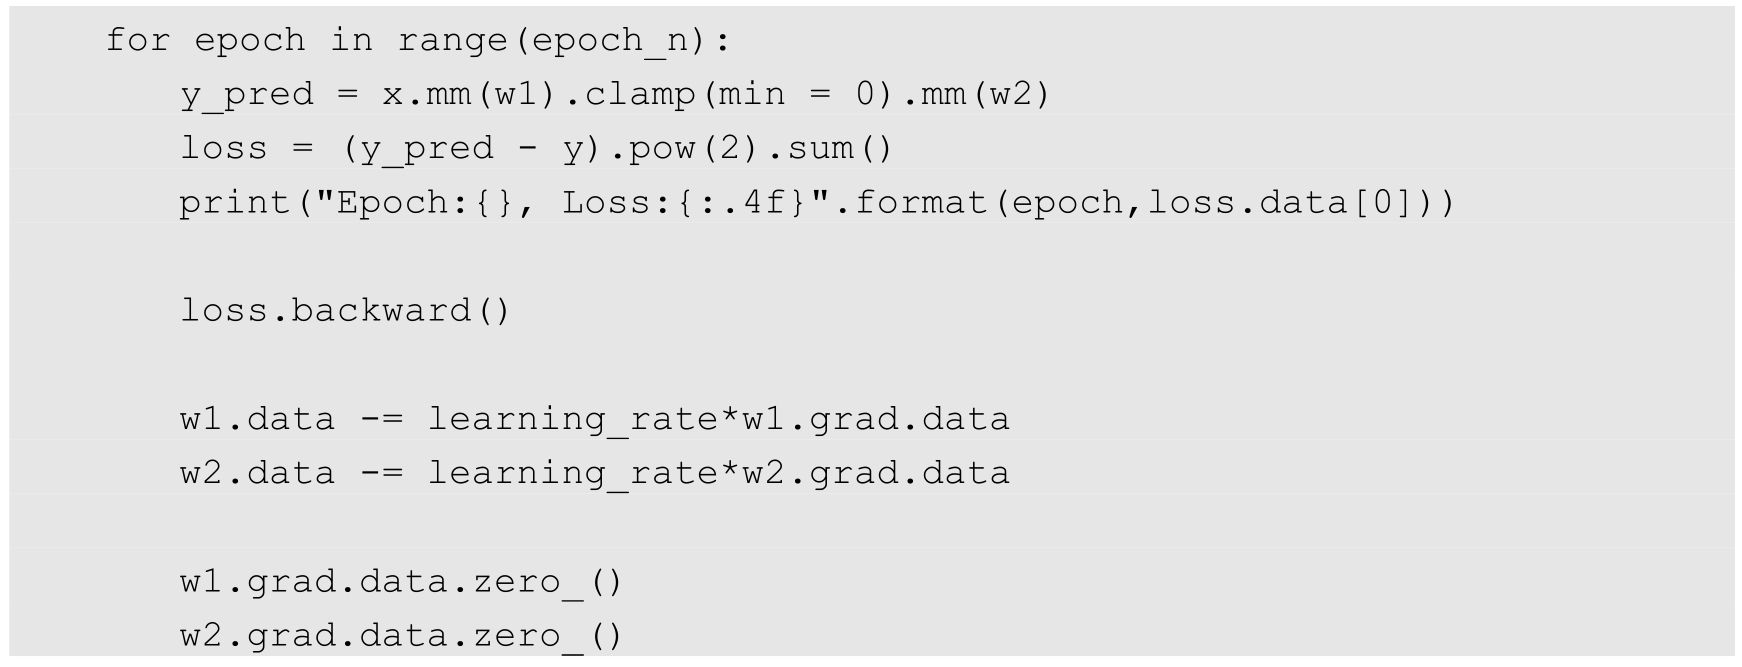 for epoch in range(epoch_n):
    y_pred = x.mm(w1).clamp(min = 0).mm(w2)
    loss = (y_pred - y).pow(2).sum()
    print("Epoch:{}, Loss:{:.4f}".format(epoch,loss.data[0]))

    loss.backward()

    w1.data -= learning_rate*w1.grad.data
    w2.data -= learning_rate*w2.grad.data

    w1.grad.data.zero_()
    w2.grad.data.zero_()